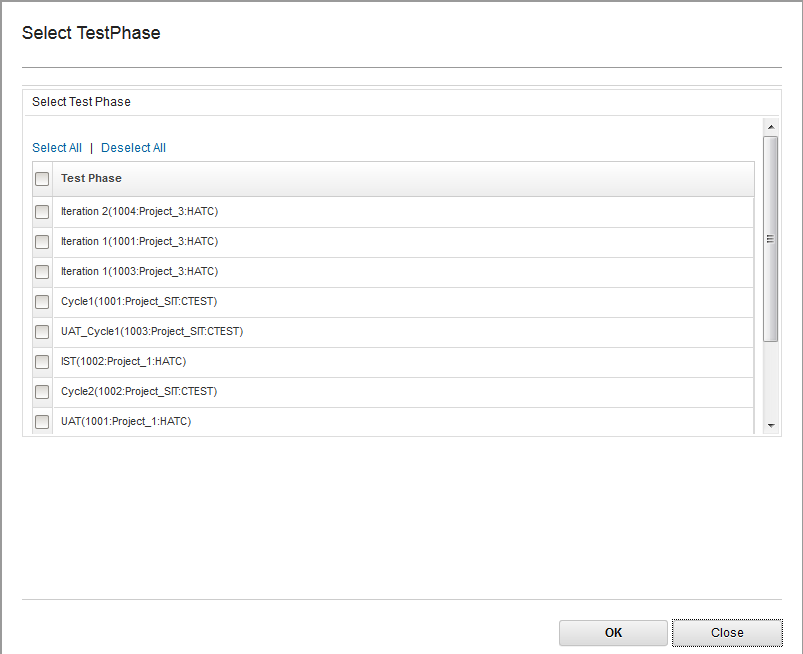 Select TestPhase
Select Test Phase
Select All | Deselect All
Test Phase
Iteration 2(1004:Project_3:HATC)
Iteration 1(1001:Project_3:HATC)
Iteration 1(1003:Project_3:HATC)
Cycle1(1001:Project_SIT:CTEST)
UAT_Cycle1(1003:Project_SIT:CTEST)
IST(1002:Project_1:HATC)
Cycle2(1002:Project_SIT:CTEST)
UAT(1001:Project_1:HATC)
OK Close